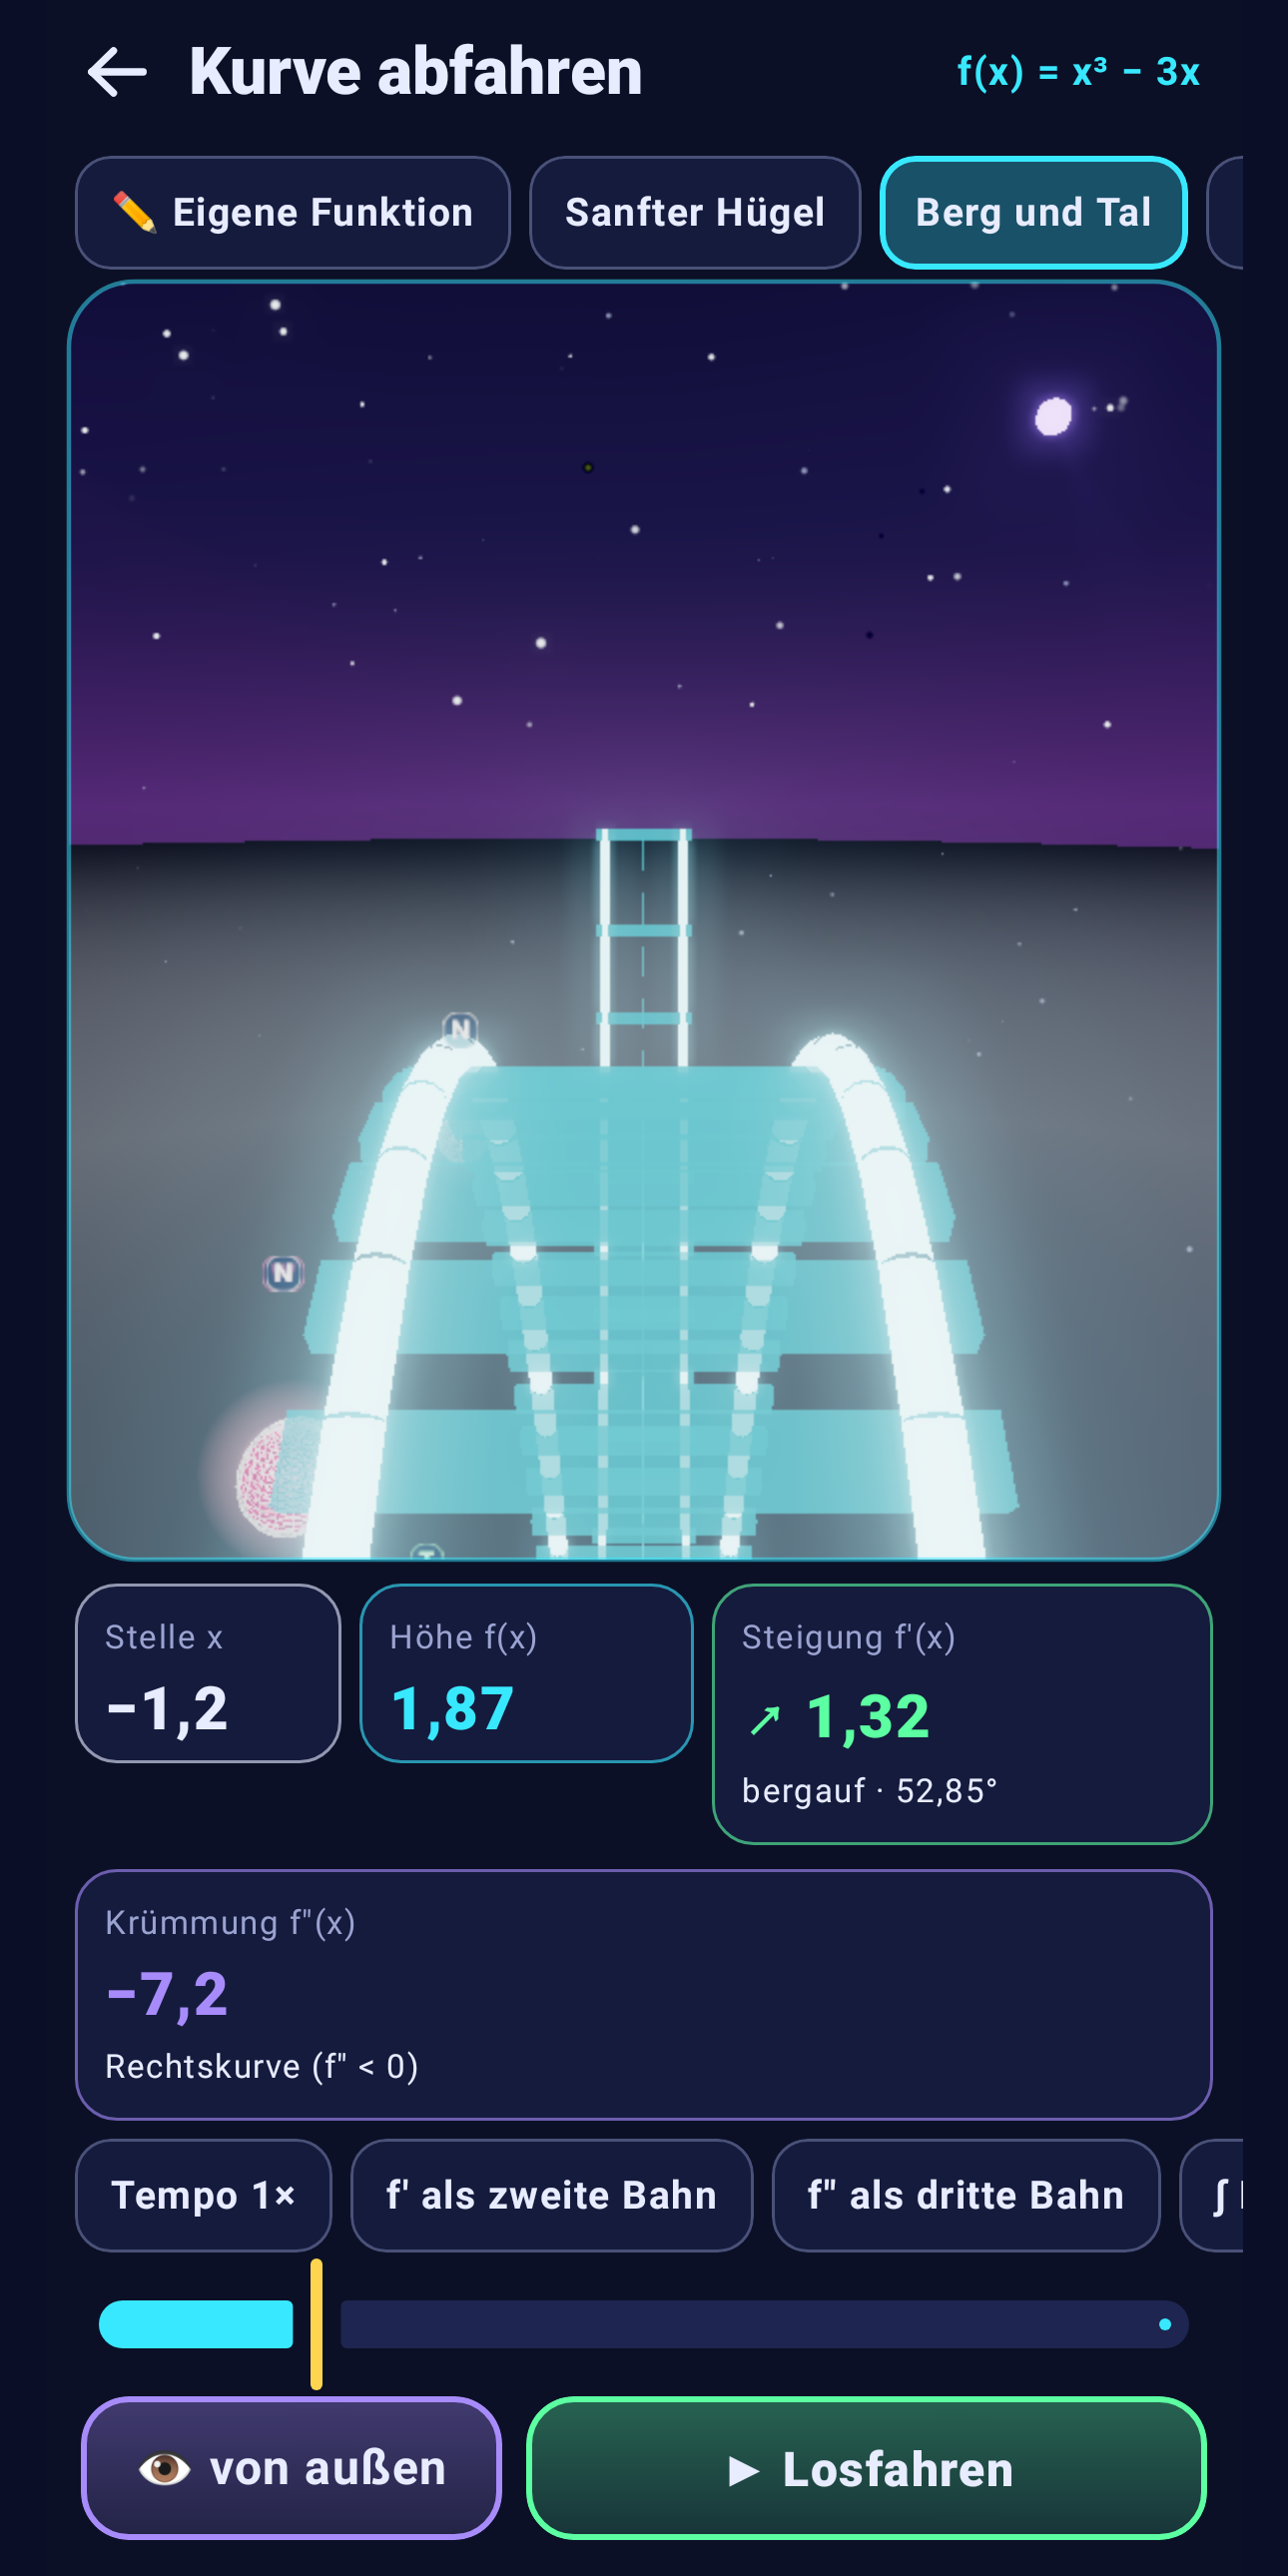 Kurve abfahren
f(x) = x³ − 3x
✏️ Eigene Funktion
Sanfter Hügel
Berg und Tal
N
N
Stelle x
−1,2
Höhe f(x)
1,87
Steigung f'(x)
↗ 1,32
bergauf · 52,85°
Krümmung f"(x)
−7,2
Rechtskurve (f" < 0)
Tempo 1×
f' als zweite Bahn
f" als dritte Bahn
∫
👁️ von außen
► Losfahren